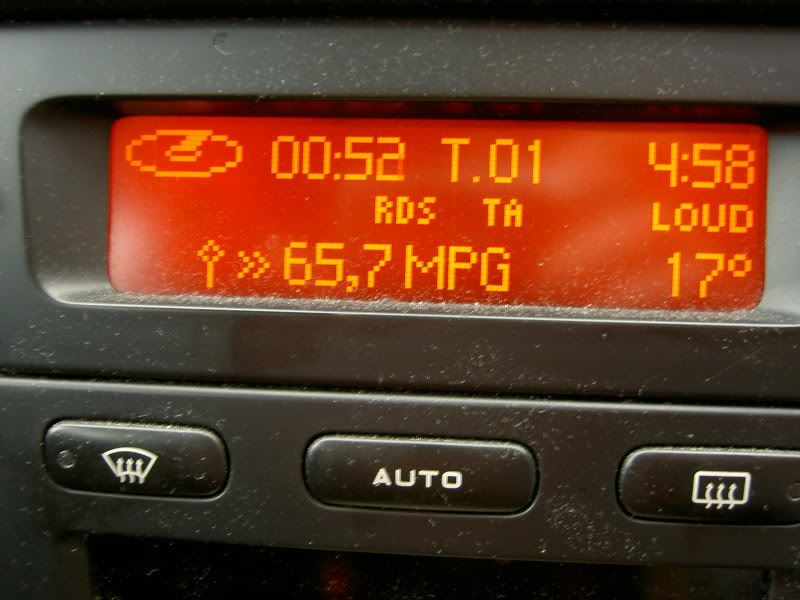 00:52 T.01 4:58
RDS TA LOUD
65,7 MPG 17°
AUTO